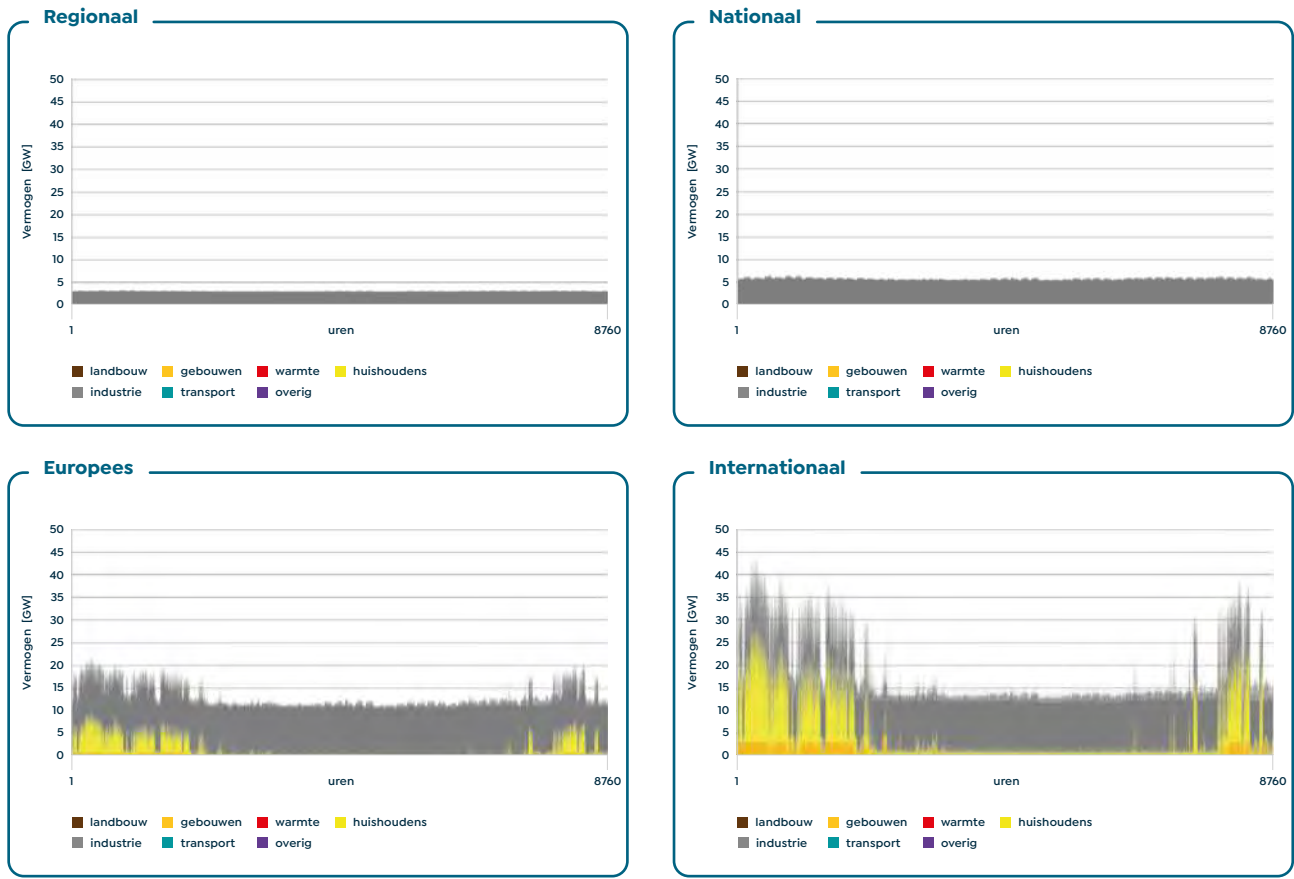 Regionaal
Vermogen [GW]
50
45
40
35
30
25
20
15
10
5
0
1 uren 8760
landbouw gebouwen warmte huishoudens
industrie transport overig
Nationaal
Vermogen [GW]
50
45
40
35
30
25
20
15
10
5
0
1 uren 8760
landbouw gebouwen warmte huishoudens
industrie transport overig
Europees
Vermogen [GW]
50
45
40
35
30
25
20
15
10
5
0
1 uren 8760
landbouw gebouwen warmte huishoudens
industrie transport overig
Internationaal
Vermogen [GW]
50
45
40
35
30
25
20
15
10
5
0
1 uren 8760
landbouw gebouwen warmte huishoudens
industrie transport overig